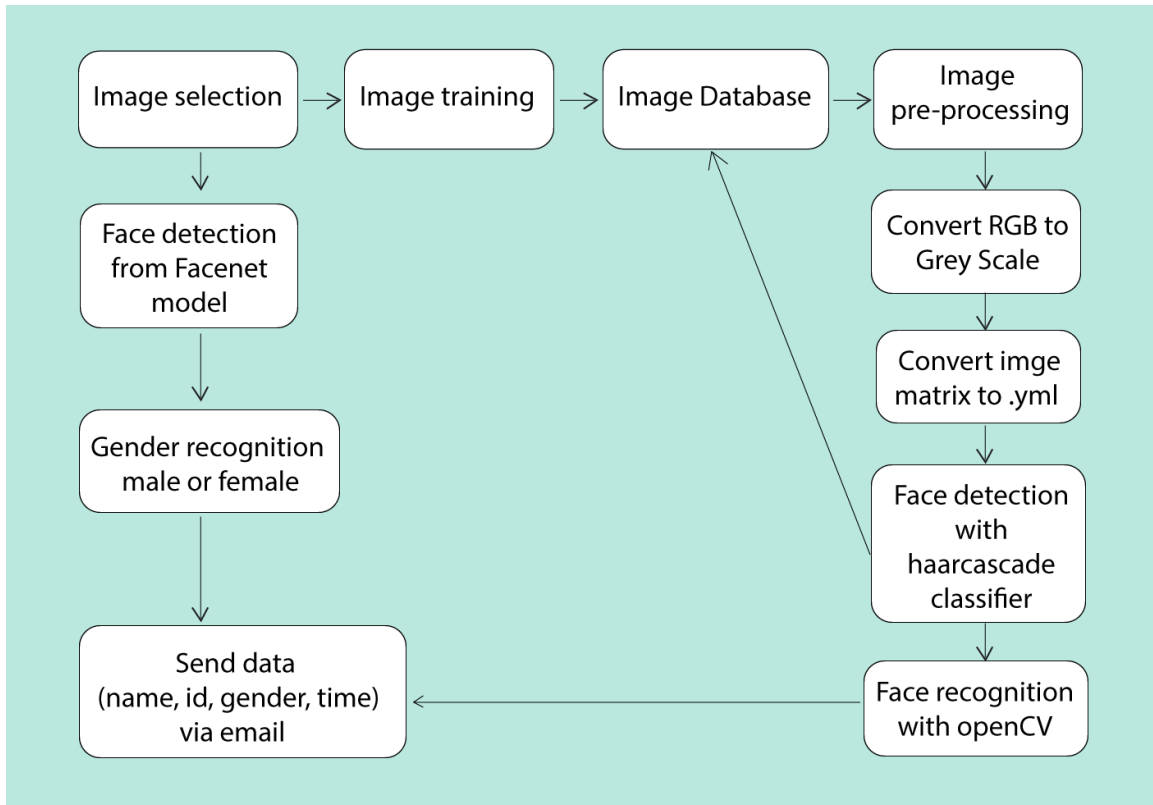 Image selection
Image training
Image Database
Image
pre-processing
Face detection
from Facenet
model
Convert RGB to
Grey Scale
Convert imge
matrix to .yml
Gender recognition
male or female
Face detection
with
haarcascade
classifier
Send data
(name, id, gender, time)
via email
Face recognition
with openCV